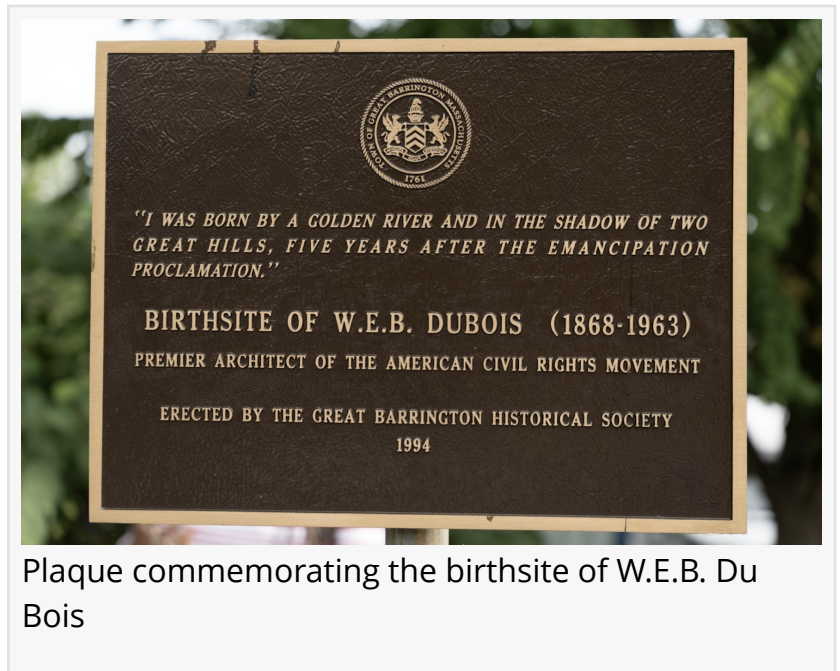 TOWN OF GREAT BARRINGTON MASSACHUSETTS
1761
“I WAS BORN BY A GOLDEN RIVER AND IN THE SHADOW OF TWO
GREAT HILLS, FIVE YEARS AFTER THE EMANCIPATION
PROCLAMATION.”
BIRTHSITE OF W.E.B. DUBOIS (1868-1963)
PREMIER ARCHITECT OF THE AMERICAN CIVIL RIGHTS MOVEMENT
ERECTED BY THE GREAT BARRINGTON HISTORICAL SOCIETY
1994
Plaque commemorating the birthsite of W.E.B. Du
Bois